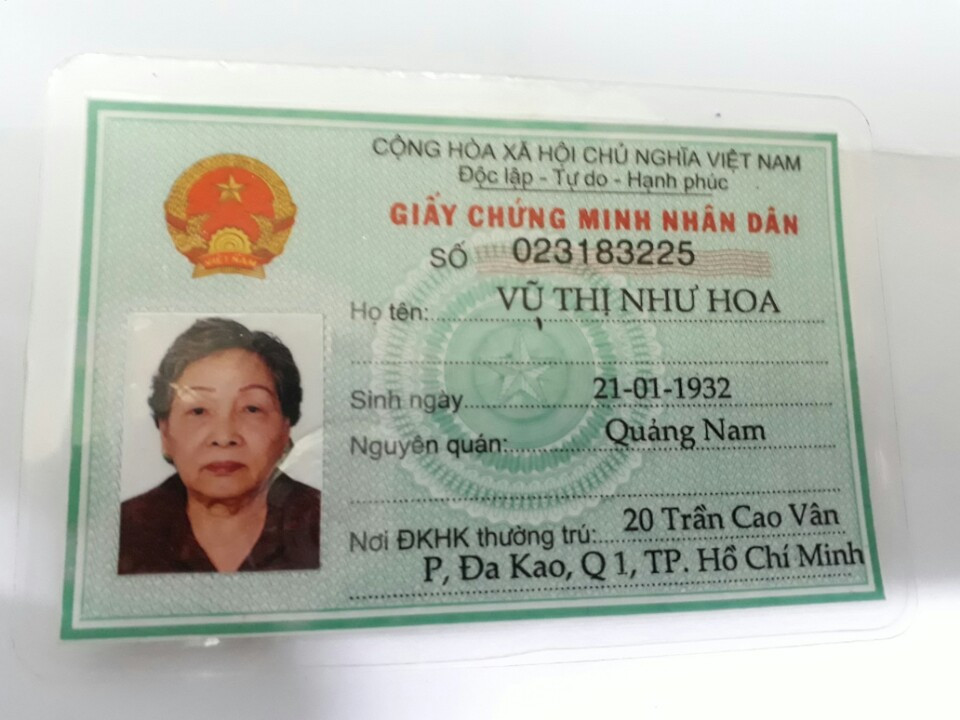 CỘNG HÒA XÃ HỘI CHỦ NGHĨA VIỆT NAM
Độc lập - Tự do - Hạnh phúc
GIẤY CHỨNG MINH NHÂN DÂN
SỐ 023183225
Họ tên: VŨ THỊ NHƯ HOA
Sinh ngày 21-01-1932
Nguyên quán: Quảng Nam
Nơi ĐKHK thường trú: 20 Trần Cao Vân
P, Đa Kao, Q 1, TP. Hồ Chí Minh
VIỆT NAM